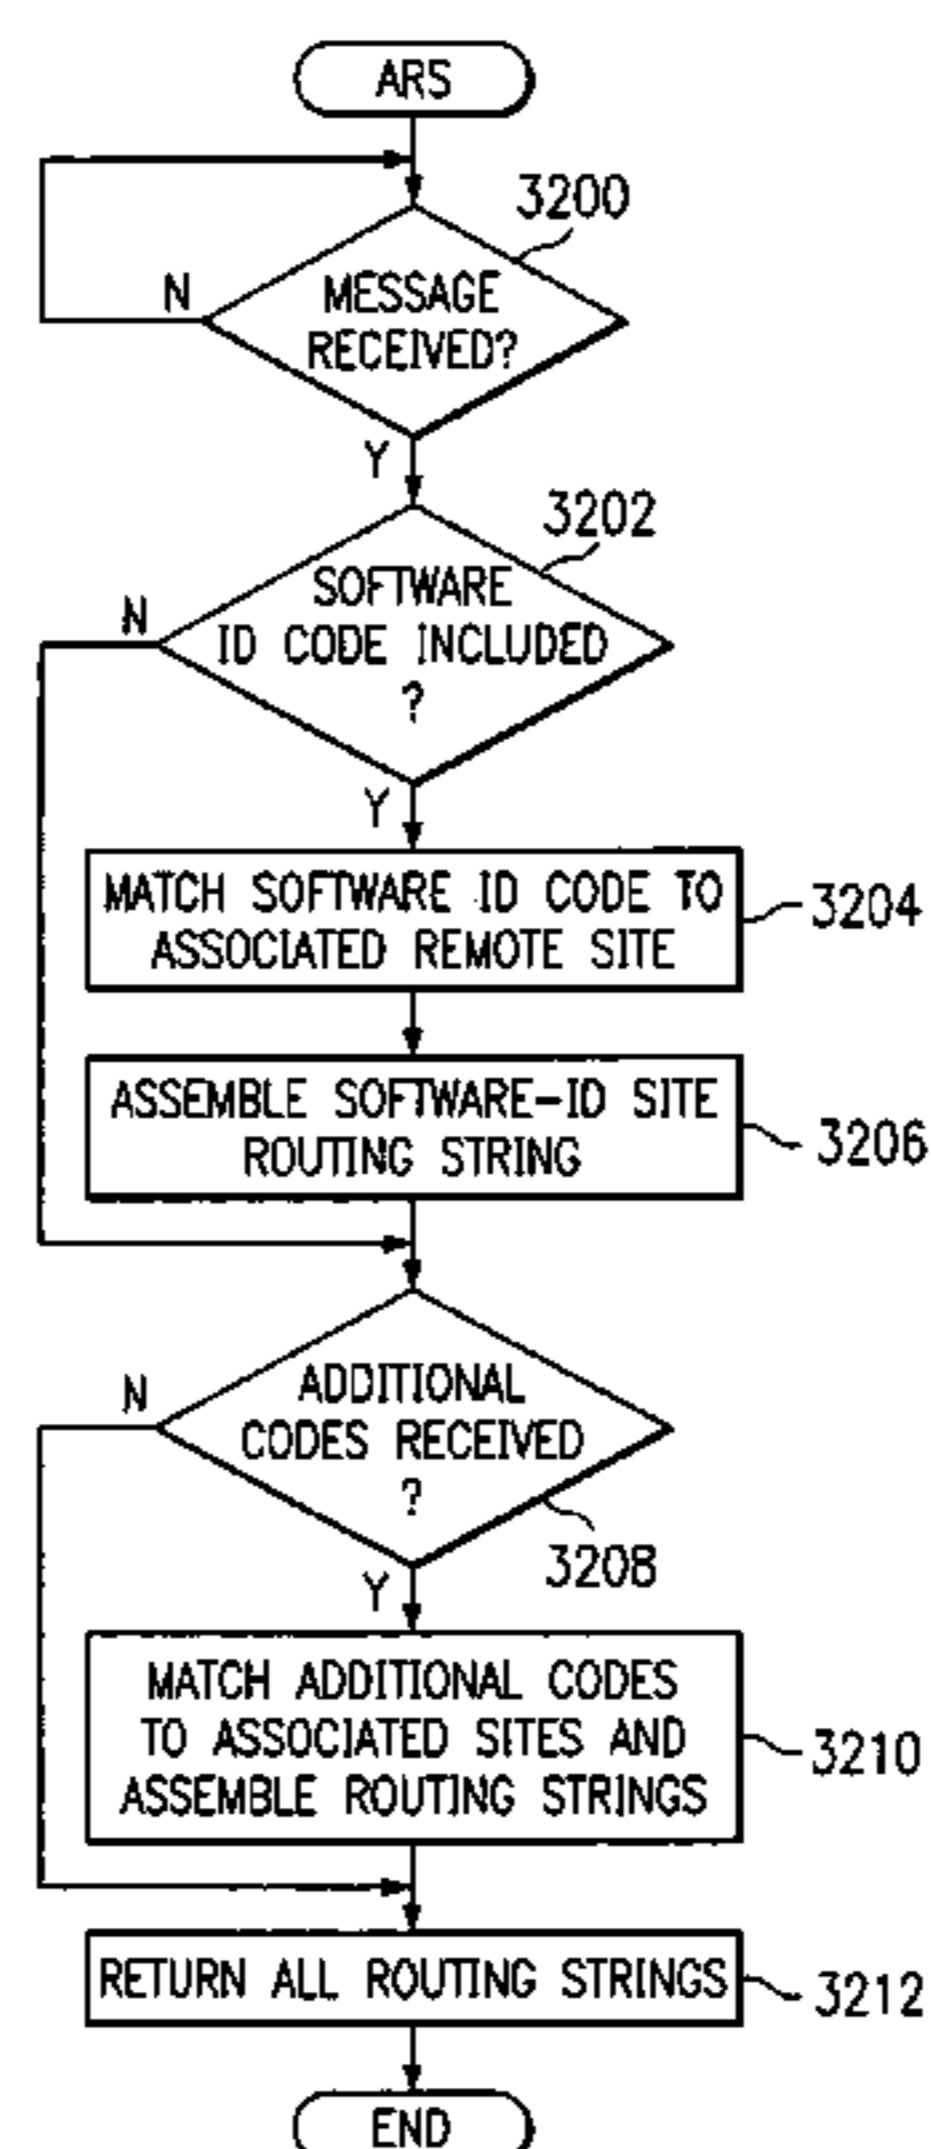 ARS
3200
MESSAGE
RECEIVED?
N
Y
3202
SOFTWARE
ID CODE INCLUDED
?
N
Y
MATCH SOFTWARE ID CODE TO
ASSOCIATED REMOTE SITE
3204
ASSEMBLE SOFTWARE-ID SITE
ROUTING STRING
3206
ADDITIONAL
CODES RECEIVED
?
N
3208
Y
MATCH ADDITIONAL CODES
TO ASSOCIATED SITES AND
ASSEMBLE ROUTING STRINGS
3210
RETURN ALL ROUTING STRINGS
3212
END